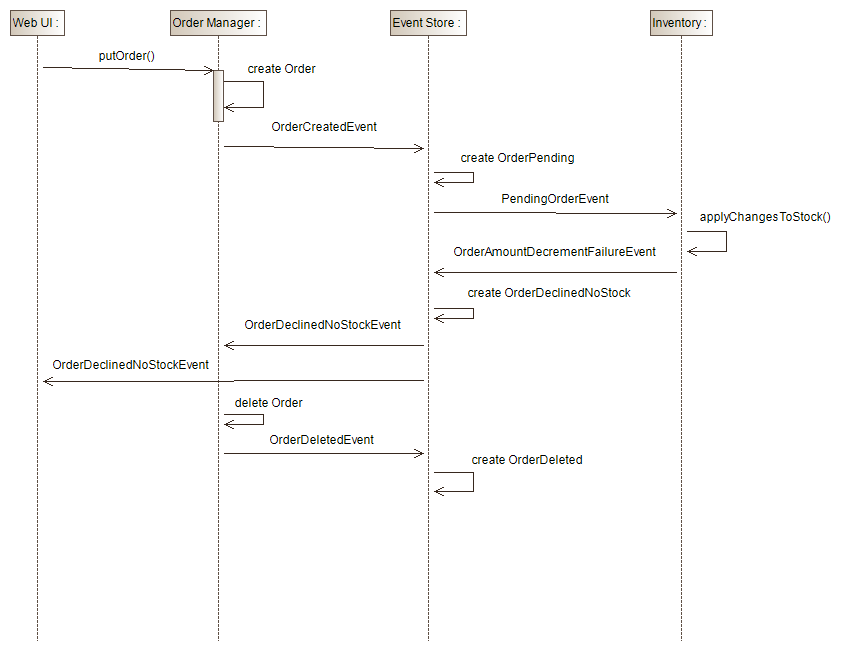 Web UI :
Order Manager :
Event Store :
Inventory :
putOrder()
create Order
OrderCreatedEvent
create OrderPending
PendingOrderEvent
applyChangesToStock()
OrderAmountDecrementFailureEvent
create OrderDeclinedNoStock
OrderDeclinedNoStockEvent
OrderDeclinedNoStockEvent
delete Order
OrderDeletedEvent
create OrderDeleted